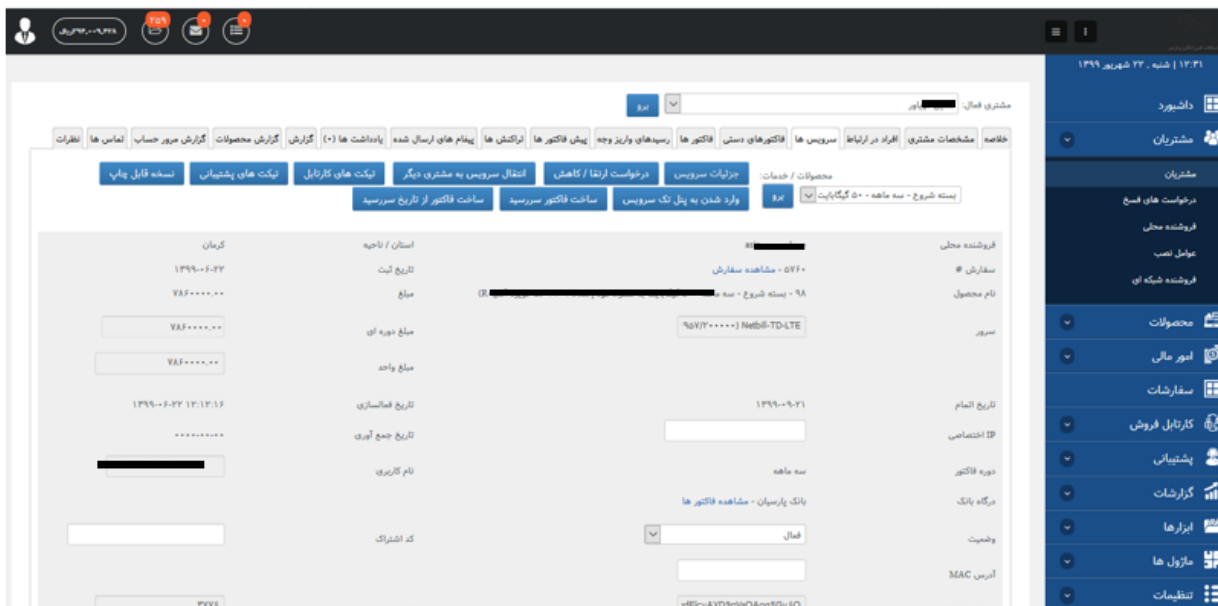 ۲۵۹
۱۲:۳۱ | شنبه , ۲۲ شهریور ۱۳۹۹
داشبورد
مشتریان
مشتریان
درخواست های فسخ
فروشنده محلی
عوامل نصب
فروشنده شبکه ای
محصولات
امور مالی
سفارشات
کارتابل فروش
پشتیبانی
گزارشات
ابزارها
ماژول ها
تنظیمات
مشتری فعال:
برو
خلاصه مشخصات مشتری افراد در ارتباط سرویس ها فاکتورهای دستی فاکتور ها رسیدهای واریز وجه پیش فاکتور ها تراکنش ها پیغام های ارسال شده یادداشت ها (۰) گزارش گزارش محصولات گزارش مرور حساب تماس ها نظرات
محصولات / خدمات:
بسته شروع - سه ماهه - ۵۰ گیگابایت برو
جزئیات سرویس درخواست ارتقا / کاهش انتقال سرویس به مشتری دیگر تیکت های کارتابل تیکت های پشتیبانی نسخه قابل چاپ
وارد شدن به پنل تک سرویس ساخت فاکتور سررسید ساخت فاکتور از تاریخ سررسید
فروشنده محلی استان / ناحیه کرمان
سفارش # ۵۷۶۰ - مشاهده سفارش تاریخ ثبت ۱۳۹۹-۰۶-۲۲
نام محصول ۹۸ - بسته شروع - سه مبلغ ۷۸۶۰۰۰۰.۰۰
سرور Netbill-TD-LTE مبلغ دوره ای ۷۸۶۰۰۰۰.۰۰
مبلغ واحد ۷۸۶۰۰۰۰.۰۰
تاریخ اتمام ۱۳۹۹-۰۹-۲۱ تاریخ فعالسازی ۱۳۹۹-۰۶-۲۲ ۱۲:۱۲:۱۶
IP اختصاصی تاریخ جمع آوری ۰۰۰۰-۰۰-۰۰
دوره فاکتور سه ماهه نام کاربری
درگاه بانک بانک پارسیان - مشاهده فاکتور ها
وضعیت فعال کد اشتراک
آدرس MAC
۳۷۷۶